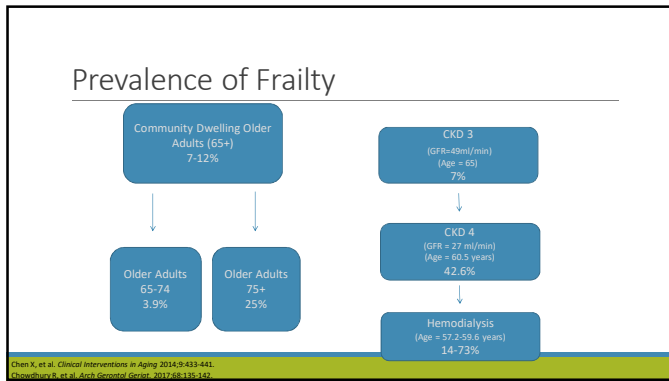 Prevalence of Frailty
Community Dwelling Older
Adults (65+)
7-12%
Older Adults
65-74
3.9%
Older Adults
75+
25%
CKD 3
(GFR=49ml/min)
(Age = 65)
7%
CKD 4
(GFR = 27 ml/min)
(Age = 60.5 years)
42.6%
Hemodialysis
(Age = 57.2-59.6 years)
14-73%
Chen X, et al. Clinical Interventions in Aging 2014;9:433-441.
Chowdhury R, et al. Arch Gerontal Geriat. 2017;68:135-142.